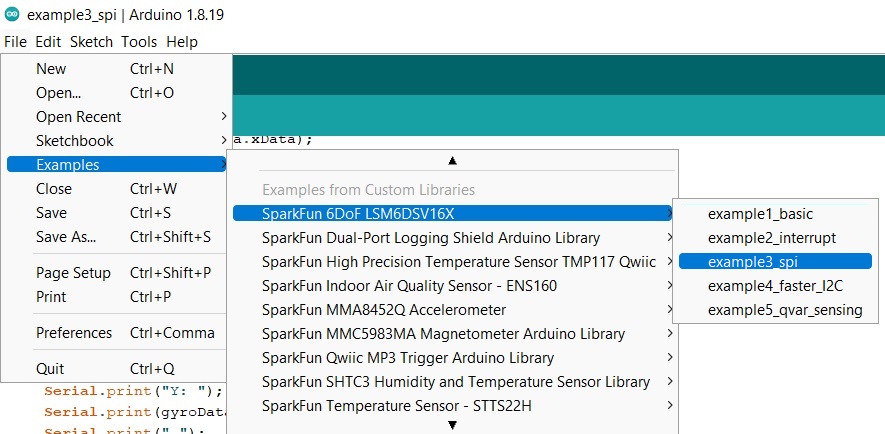 example3_spi | Arduino 1.8.19
File Edit Sketch Tools Help
New Ctrl+N
Open... Ctrl+O
Open Recent
Sketchbook
Examples
Close Ctrl+W
Save Ctrl+S
Save As... Ctrl+Shift+S
Page Setup Ctrl+Shift+P
Print Ctrl+P
Preferences Ctrl+Comma
Quit Ctrl+Q
a.xData);
Examples from Custom Libraries
SparkFun 6DoF LSM6DSV16X
SparkFun Dual-Port Logging Shield Arduino Library
SparkFun High Precision Temperature Sensor TMP117 Qwiic
SparkFun Indoor Air Quality Sensor - ENS160
SparkFun MMA8452Q Accelerometer
SparkFun MMC5983MA Magnetometer Arduino Library
SparkFun Qwiic MP3 Trigger Arduino Library
SparkFun SHTC3 Humidity and Temperature Sensor Library
SparkFun Temperature Sensor - STTS22H
example1_basic
example2_interrupt
example3_spi
example4_faster_I2C
example5_qvar_sensing
Serial.print("Y: ");
Serial.print(gyroData
Serial.print(" ");